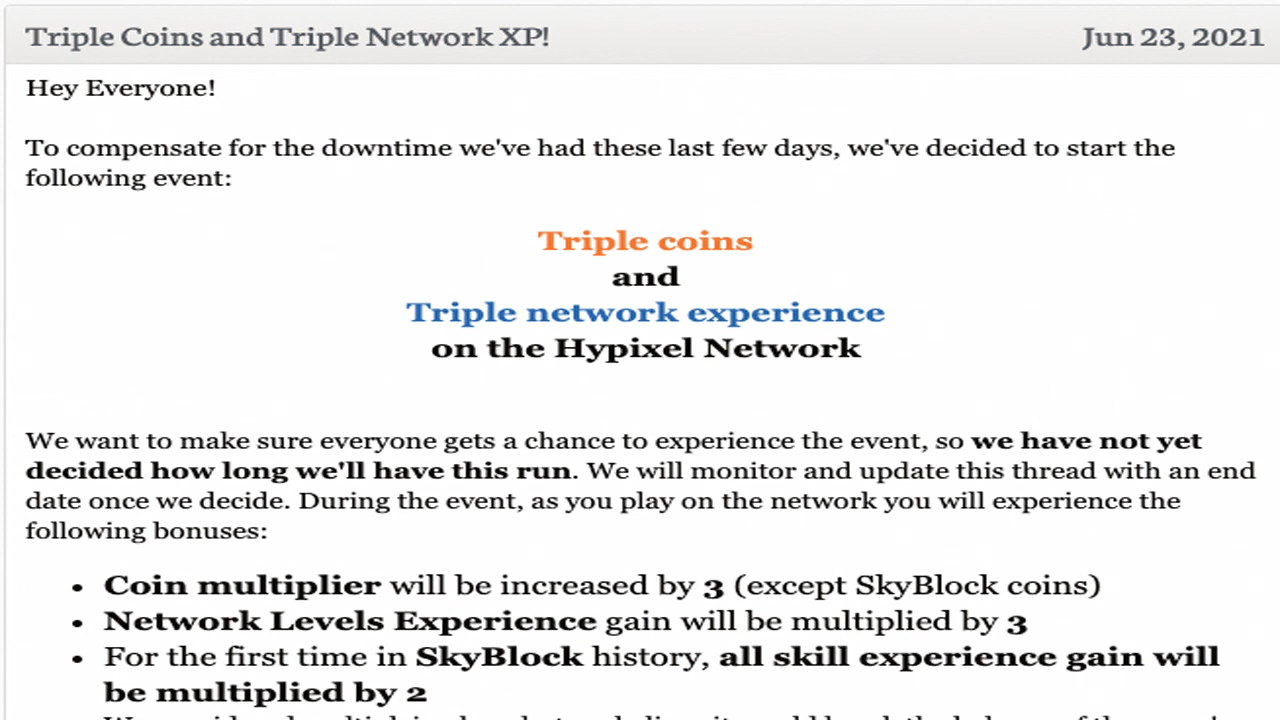 Triple Coins and Triple Network XP!
Jun 23, 2021
Hey Everyone!
To compensate for the downtime we've had these last few days, we've decided to start the
following event:
Triple coins
and
Triple network experience
on the Hypixel Network
We want to make sure everyone gets a chance to experience the event, so we have not yet
decided how long we'll have this run. We will monitor and update this thread with an end
date once we decide. During the event, as you play on the network you will experience the
following bonuses:
• Coin multiplier will be increased by 3 (except SkyBlock coins)
• Network Levels Experience gain will be multiplied by 3
• For the first time in SkyBlock history, all skill experience gain will
be multiplied by 2